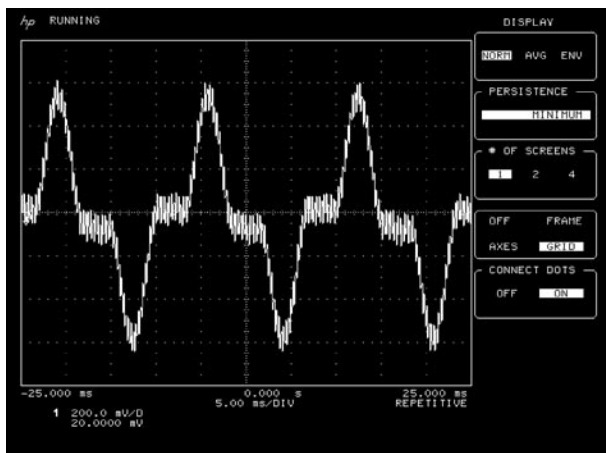 hp RUNNING
DISPLAY
NORM AVG ENV
PERSISTENCE
MINIMUM
# OF SCREENS
1 2 4
OFF FRAME
AXES GRID
CONNECT DOTS
OFF ON
-25.000 ms 0.000 s 25.000 ms
5.00 ms/DIV REPETITIVE
1 200.0 mV/D
20.0000 mV